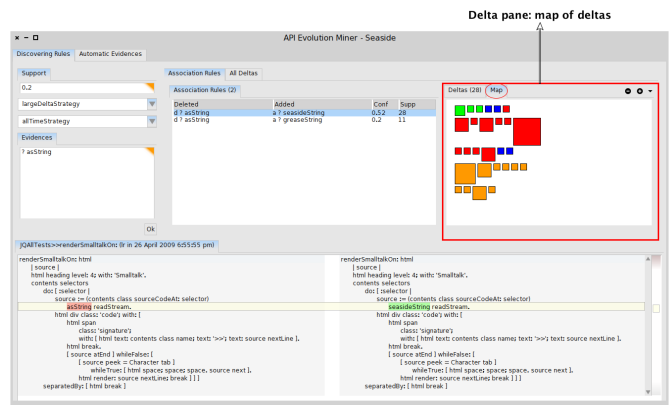 Delta pane: map of deltas
API Evolution Miner - Seaside
Discovering Rules Automatic Evidences
Support
0.2
largeDeltaStrategy
allTimeStrategy
Evidences
? asString
Ok
Association Rules All Deltas
Association Rules (2)
Deleted Added Conf Supp
d ? asString a ? seasideString 0.52 28
d ? asString a ? greaseString 0.2 11
Deltas (28) Map
JQAllTests>>renderSmalltalkOn: (lr in 26 April 2009 6:55:55 pm)
renderSmalltalkOn: html
| source |
html heading level: 4; with: 'Smalltalk'.
contents selectors
do: [ :selector |
source := (contents class sourceCodeAt: selector)
asString readStream.
html div class: 'code'; with: [
html span
class: 'signature';
with: [ html text: contents class name; text: '>>'; text: source nextLine ].
html break.
[ source atEnd ] whileFalse: [
[ source peek = Character tab ]
whileTrue: [ html space; space; space. source next ].
html render: source nextLine; break ] ] ]
separatedBy: [ html break ]
renderSmalltalkOn: html
| source |
html heading level: 4; with: 'Smalltalk'.
contents selectors
do: [ :selector |
source := (contents class sourceCodeAt: selector)
seasideString readStream.
html div class: 'code'; with: [
html span
class: 'signature';
with: [ html text: contents class name; text: '>>'; text: source nextLine ].
html break.
[ source atEnd ] whileFalse: [
[ source peek = Character tab ]
whileTrue: [ html space; space; space. source next ].
html render: source nextLine; break ] ] ]
separatedBy: [ html break ]